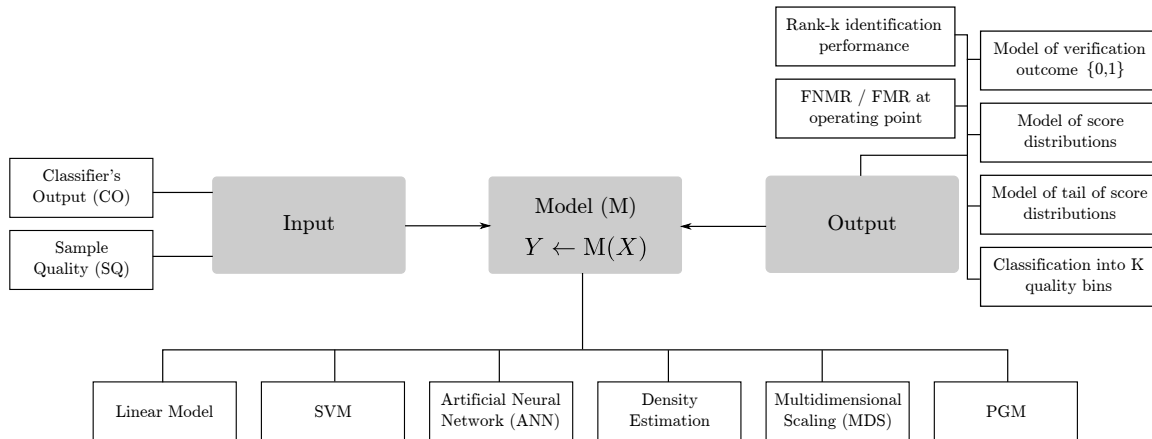 Rank-k identification
performance
Model of verification
outcome {0,1}
FNMR / FMR at
operating point
Model of score
distributions
Classifier's
Output (CO)
Sample
Quality (SQ)
Input
Model (M)
Y ← M(X)
Output
Model of tail of score
distributions
Classification into K
quality bins
Linear Model
SVM
Artificial Neural
Network (ANN)
Density
Estimation
Multidimensional
Scaling (MDS)
PGM